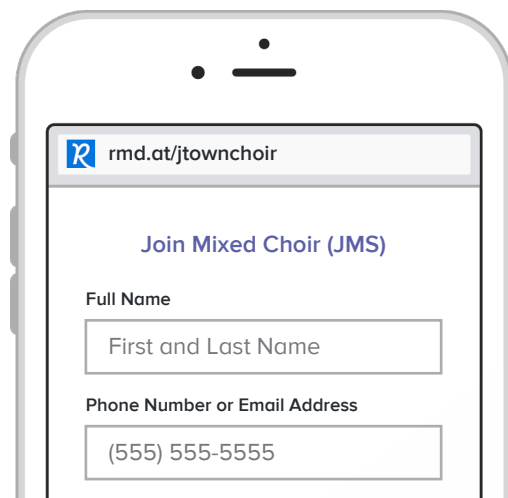 rmd.at/jtownchoir
Join Mixed Choir (JMS)
Full Name
First and Last Name
Phone Number or Email Address
(555) 555-5555